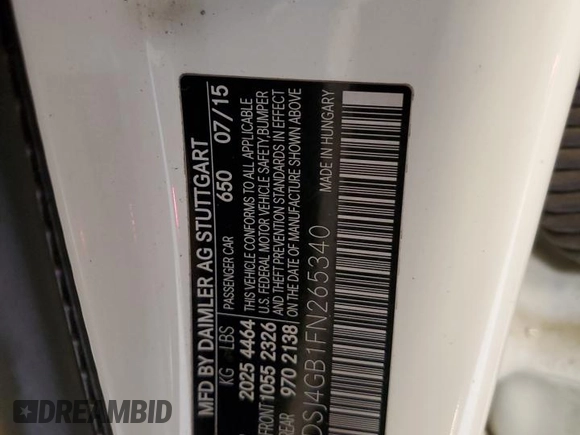 MFD BY DAIMLER AG STUTTGART
PASSENGER CAR 650 07/15
KG LBS
2025 4464
FRONT 1055 2326
REAR 970 2138
THIS VEHICLE CONFORMS TO ALL APPLICABLE
U.S. FEDERAL MOTOR VEHICLE SAFETY,BUMPER
AND THEFT PREVENTION STANDARDS IN EFFECT
ON THE DATE OF MANUFACTURE SHOWN ABOVE
SJ4GB1FN265340
MADE IN HUNGARY
DREAMBID